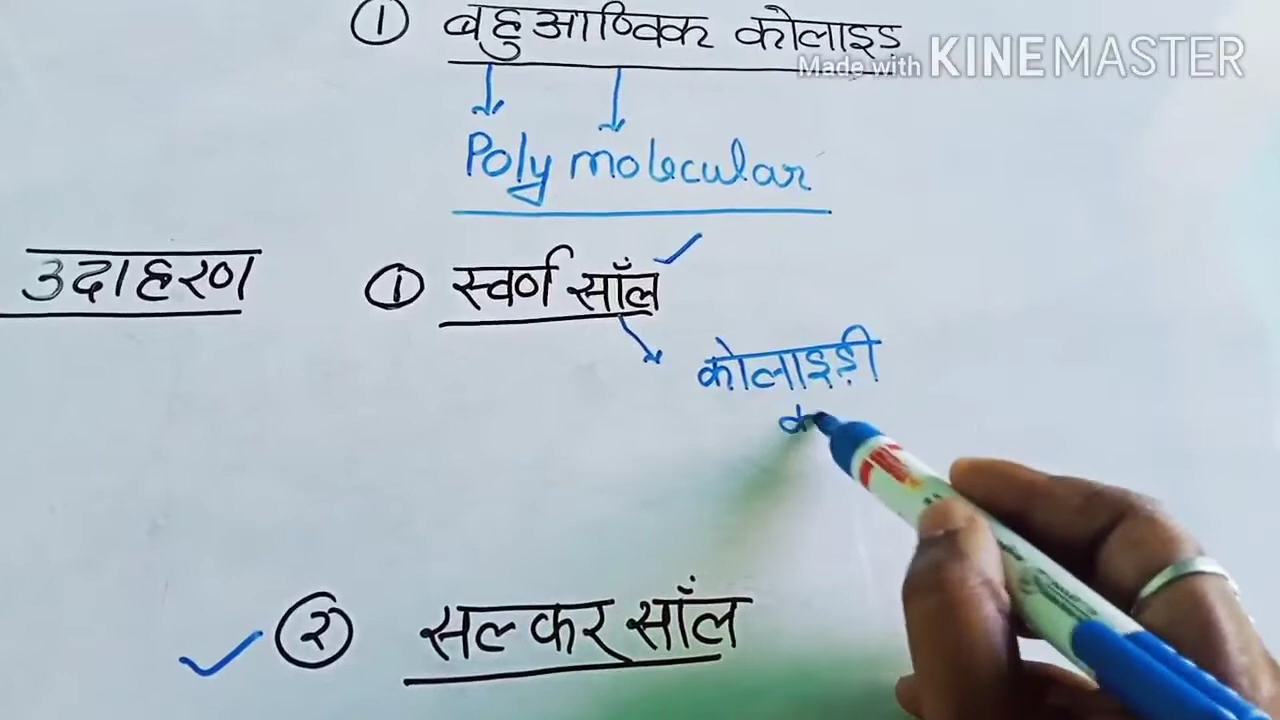 ① बहुआण्विक कोलाइड़
Made with KINEMASTER
Poly molecular
उदाहरण ① स्वर्ण सॉल
कोलाइड़ी
② सल्कर सॉल